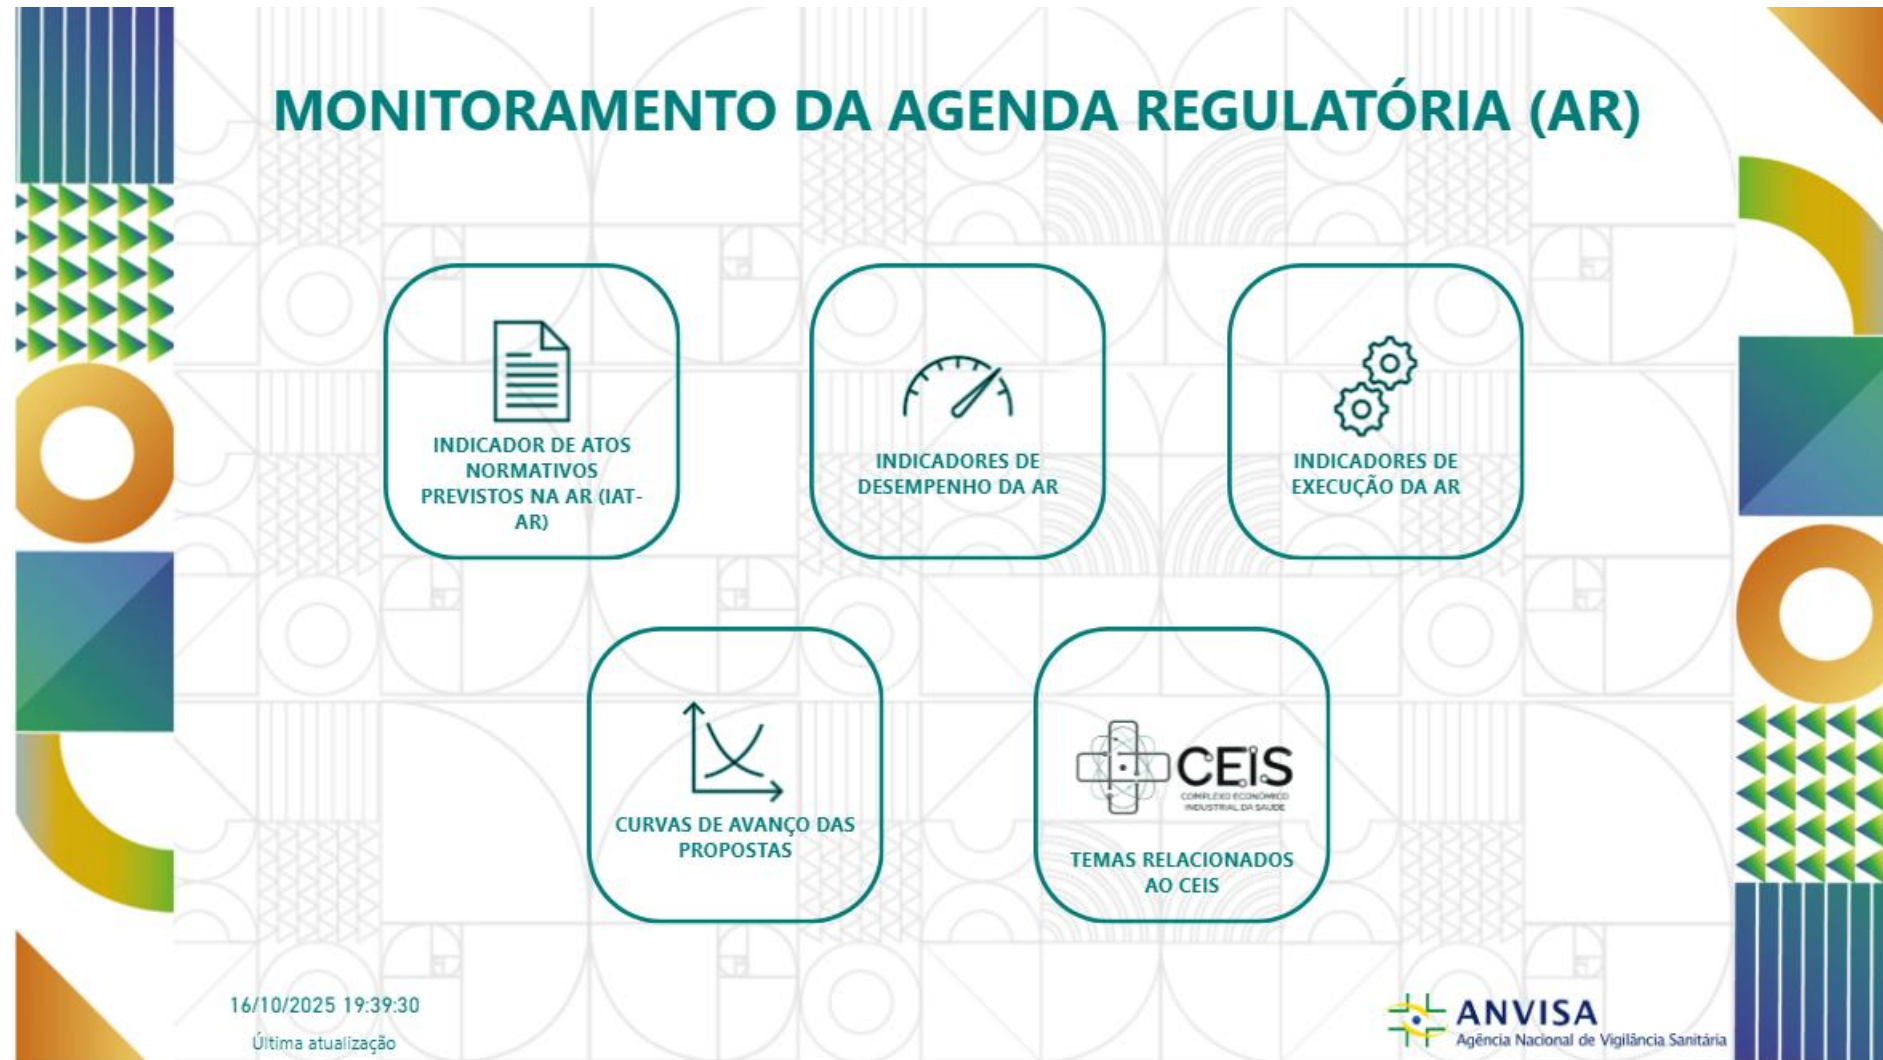 MONITORAMENTO DA AGENDA REGULATÓRIA (AR)
INDICADOR DE ATOS
NORMATIVOS
PREVISTOS NA AR (IAT-
AR)
INDICADORES DE
DESEMPENHO DA AR
INDICADORES DE
EXECUÇÃO DA AR
CURVAS DE AVANÇO DAS
PROPOSTAS
CEIS
COMPLEXO ECONÔMICO
INDUSTRIAL DA SAÚDE
TEMAS RELACIONADOS
AO CEIS
16/10/2025 19:39:30
Última atualização
ANVISA
Agência Nacional de Vigilância Sanitária